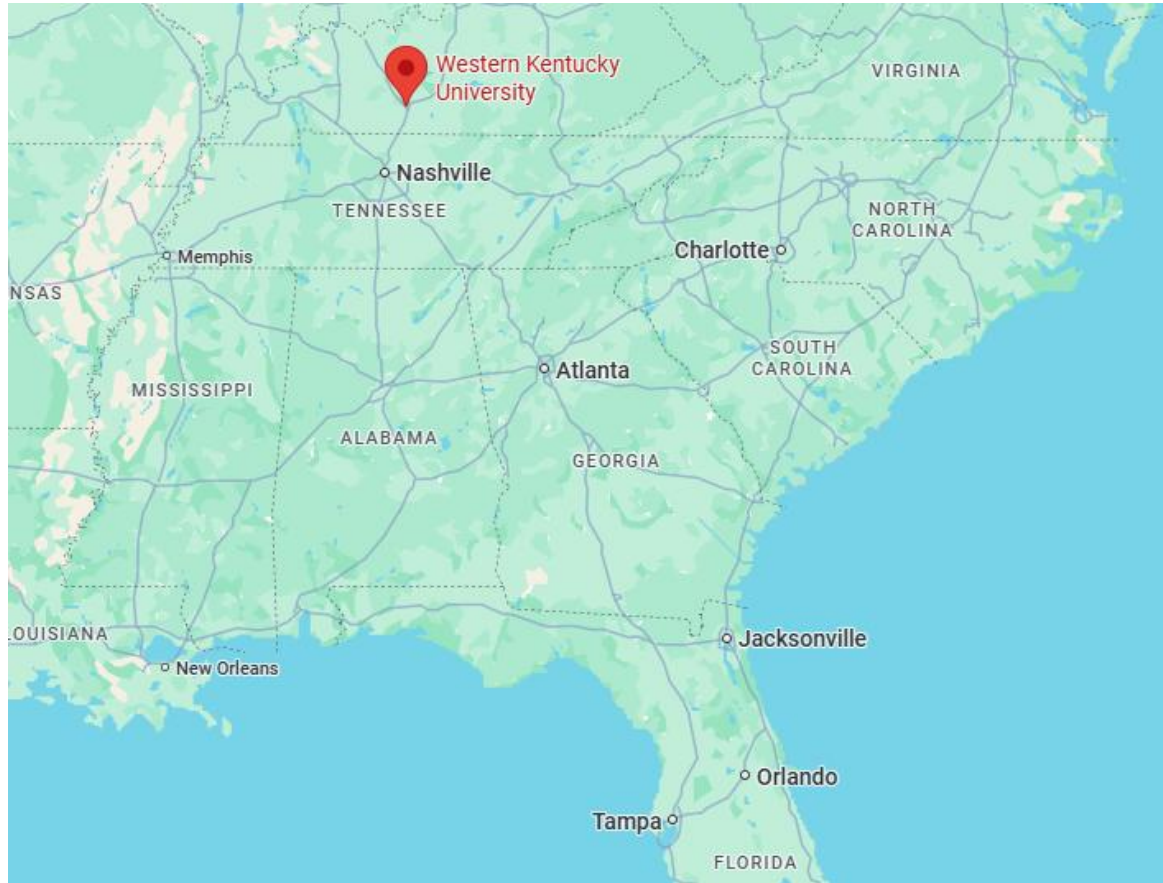 Western Kentucky
University
VIRGINIA
Nashville
TENNESSEE
NORTH
CAROLINA
Charlotte
Memphis
NSAS
SOUTH
CAROLINA
Atlanta
MISSISSIPPI
ALABAMA
GEORGIA
LOUISIANA
Jacksonville
New Orleans
Orlando
Tampa
FLORIDA